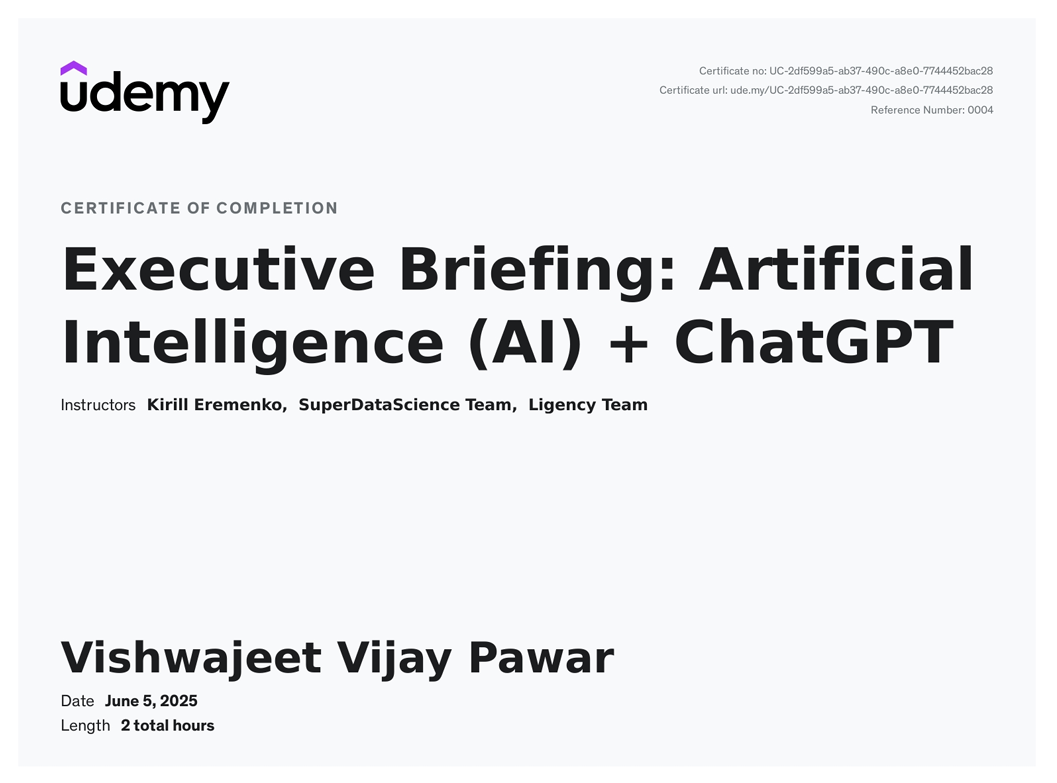 udemy
Certificate no: UC-2df599a5-ab37-490c-a8e0-7744452bac28
Certificate url: ude.my/UC-2df599a5-ab37-490c-a8e0-7744452bac28
Reference Number: 0004
CERTIFICATE OF COMPLETION
Executive Briefing: Artificial
Intelligence (AI) + ChatGPT
Instructors Kirill Eremenko, SuperDataScience Team, Ligency Team
Vishwajeet Vijay Pawar
Date June 5, 2025
Length 2 total hours